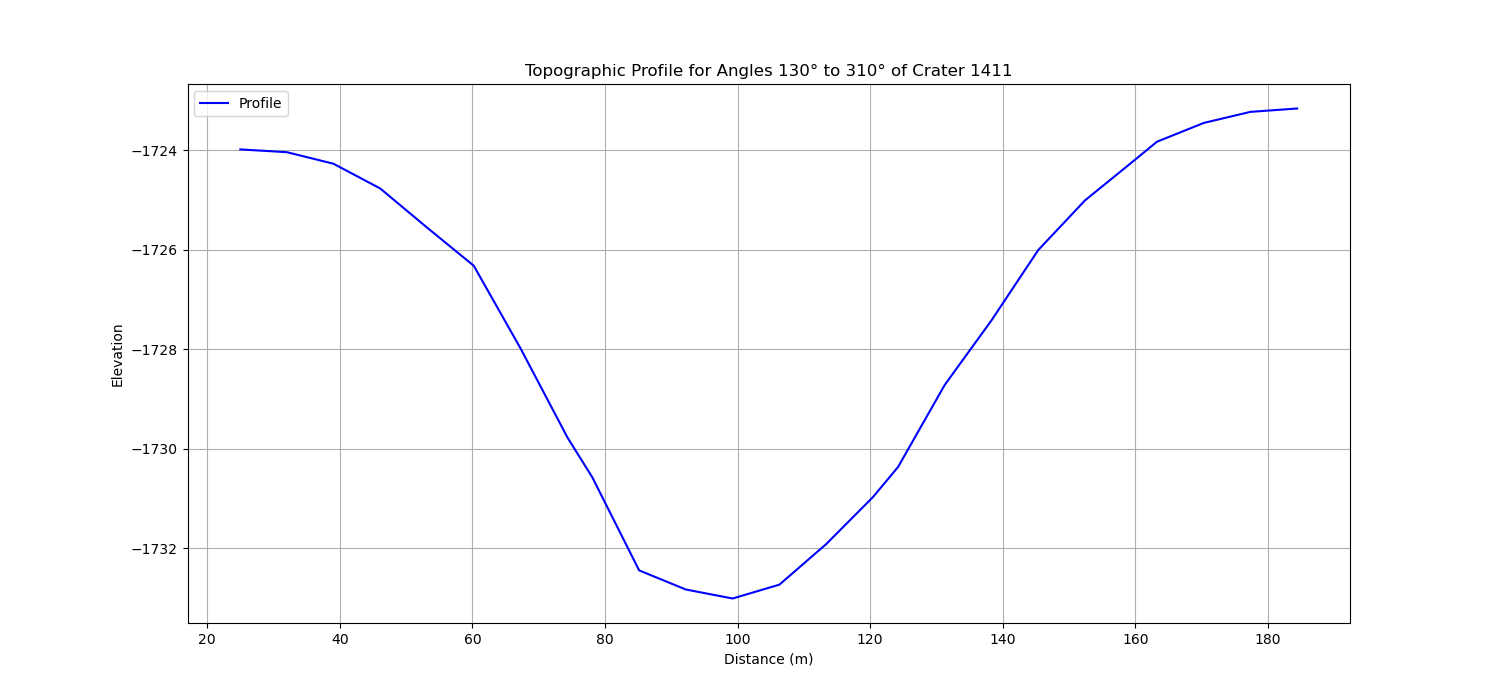 Topographic Profile for Angles 130° to 310° of Crater 1411
Profile
−1724
−1726
−1728
−1730
−1732
Elevation
20 40 60 80 100 120 140 160 180
Distance (m)